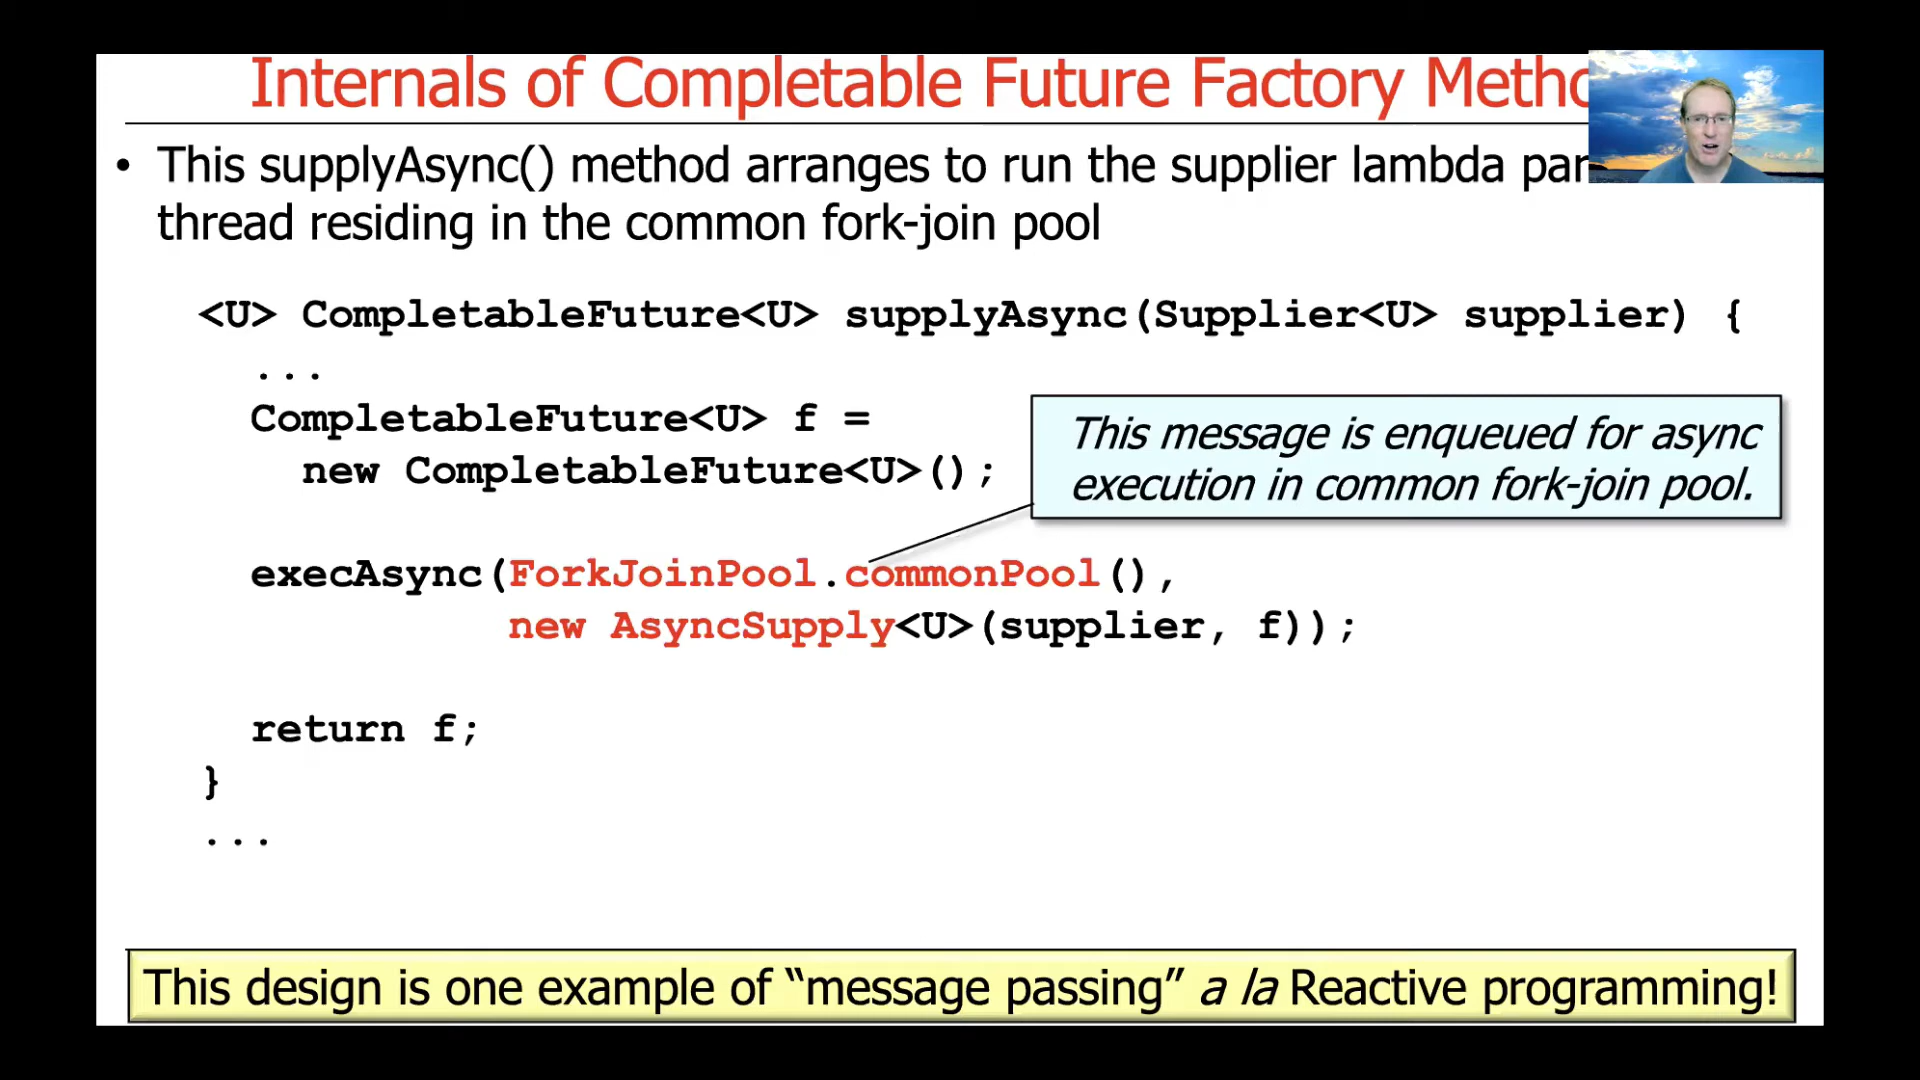 Internals of Completable Future Factory
• This supplyAsync() method arranges to run the supplier lambda
thread residing in the common fork-join pool
<U> CompletableFuture<U> supplyAsync(Supplier<U> supplier) {
...
CompletableFuture<U> f =
new CompletableFuture<U>();
This message is enqueued for async
execution in common fork-join pool.
execAsync(ForkJoinPool.commonPool(),
new AsyncSupply<U>(supplier, f));
return f;
}
...
This design is one example of “message passing” a la Reactive programming!